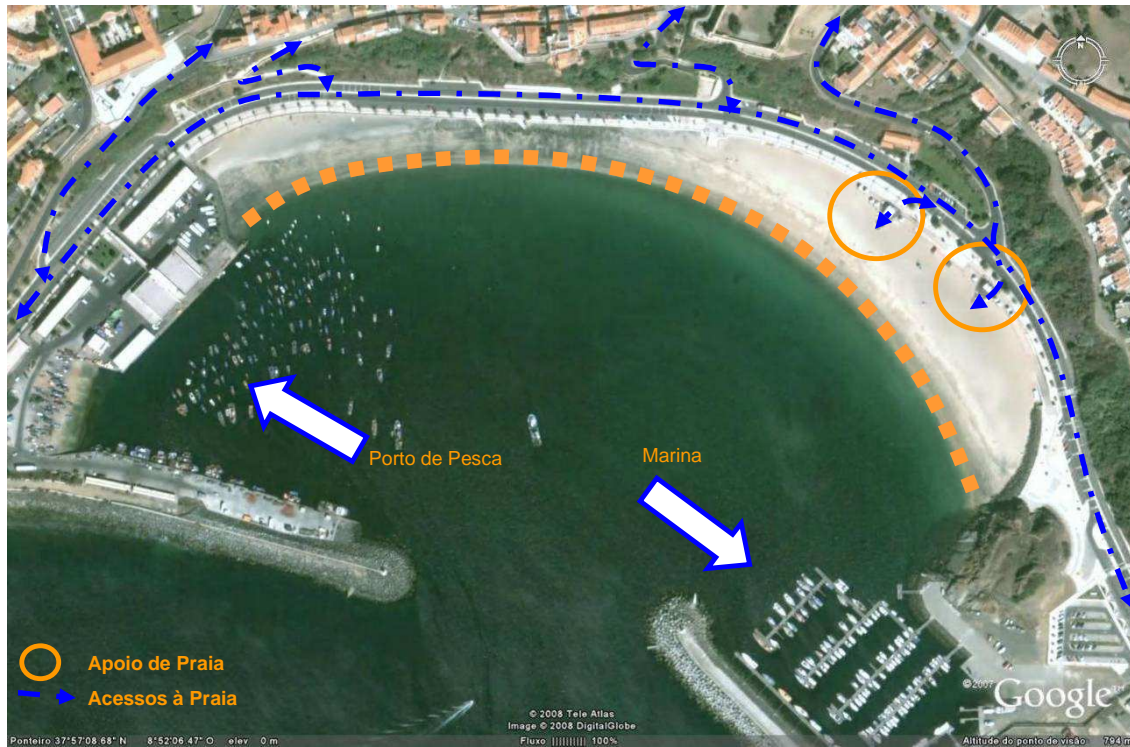 N
Porto de Pesca
Marina
Apoio de Praia
Acessos à Praia
©2007 Google™
© 2008 Tele Atlas
Image © 2008 DigitalGlobe
Ponteiro 37°57'08.68" N 8°52'06.47" O elev 0 m Fluxo ||||||||| 100% Altitude do ponto de visão 794 m